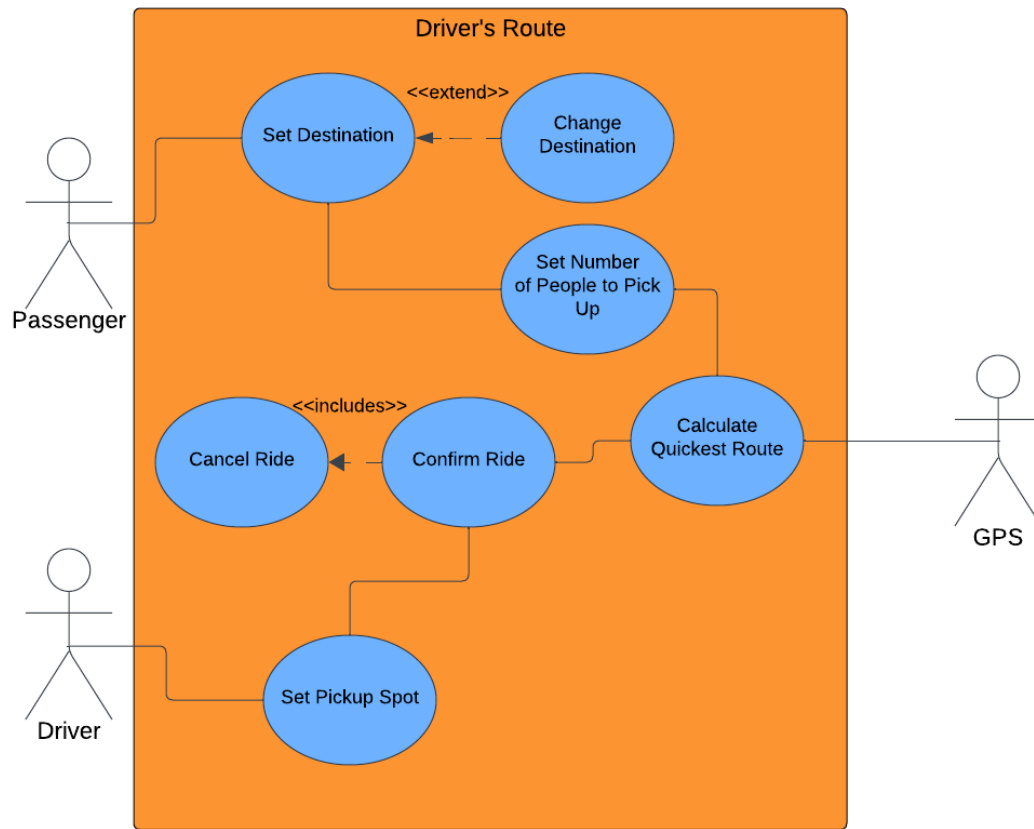 Driver's Route
<<extend>>
Set Destination
Change
Destination
Set Number
of People to Pick
Up
Passenger
<<includes>>
Cancel Ride
Confirm Ride
Calculate
Quickest Route
GPS
Set Pickup Spot
Driver